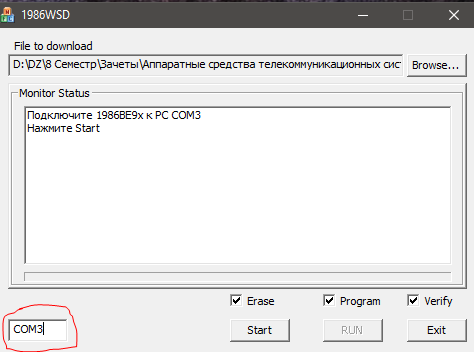 1986WSD
File to download
D:\DZ\8 Семестр\Зачеты\Аппаратные средства телекоммуникационных сист
Browse...
Monitor Status
Подключите 1986BE9x к PC COM3
Нажмите Start
Erase
Program
Verify
COM3
Start
RUN
Exit